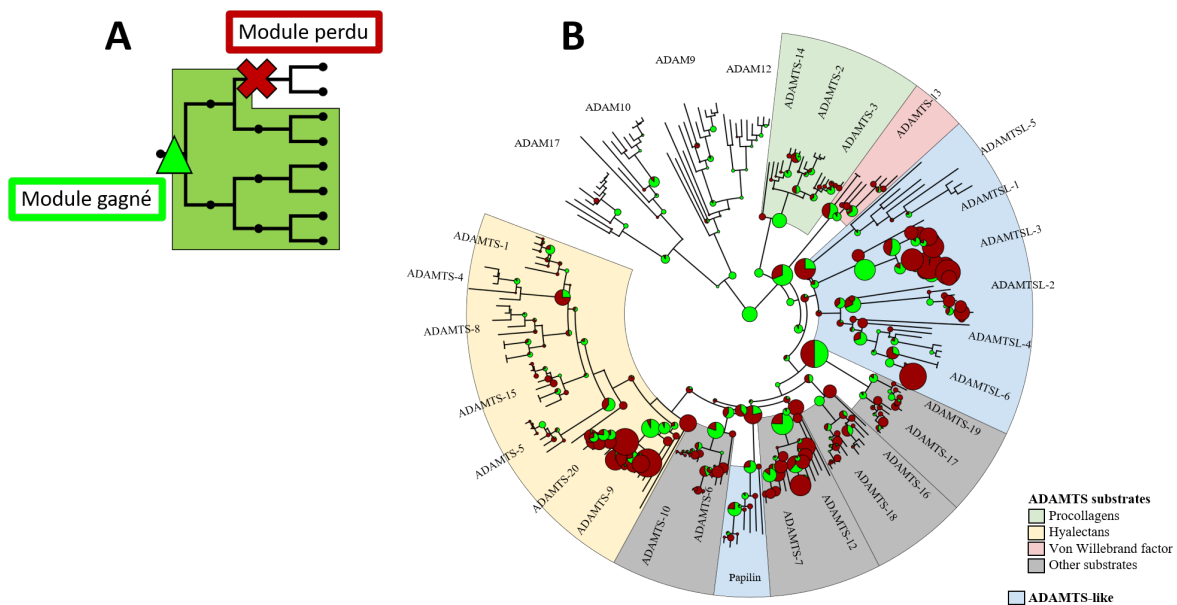 A
Module perdu
Module gagné
B
ADAM9
ADAM12
ADAM10
ADAM17
ADAMTS-14
ADAMTS-2
ADAMTS-3
ADAMTS-13
ADAMTSL-5
ADAMTSL-1
ADAMTSL-3
ADAMTSL-2
ADAMTSL-4
ADAMTSL-6
ADAMTS-19
ADAMTS-17
ADAMTS-16
ADAMTS-18
ADAMTS-12
ADAMTS-7
Papilin
ADAMTS-6
ADAMTS-10
ADAMTS-9
ADAMTS-20
ADAMTS-5
ADAMTS-15
ADAMTS-8
ADAMTS-4
ADAMTS-1
ADAMTS substrates
Procollagens
Hyalectans
Von Willebrand factor
Other substrates
ADAMTS-like